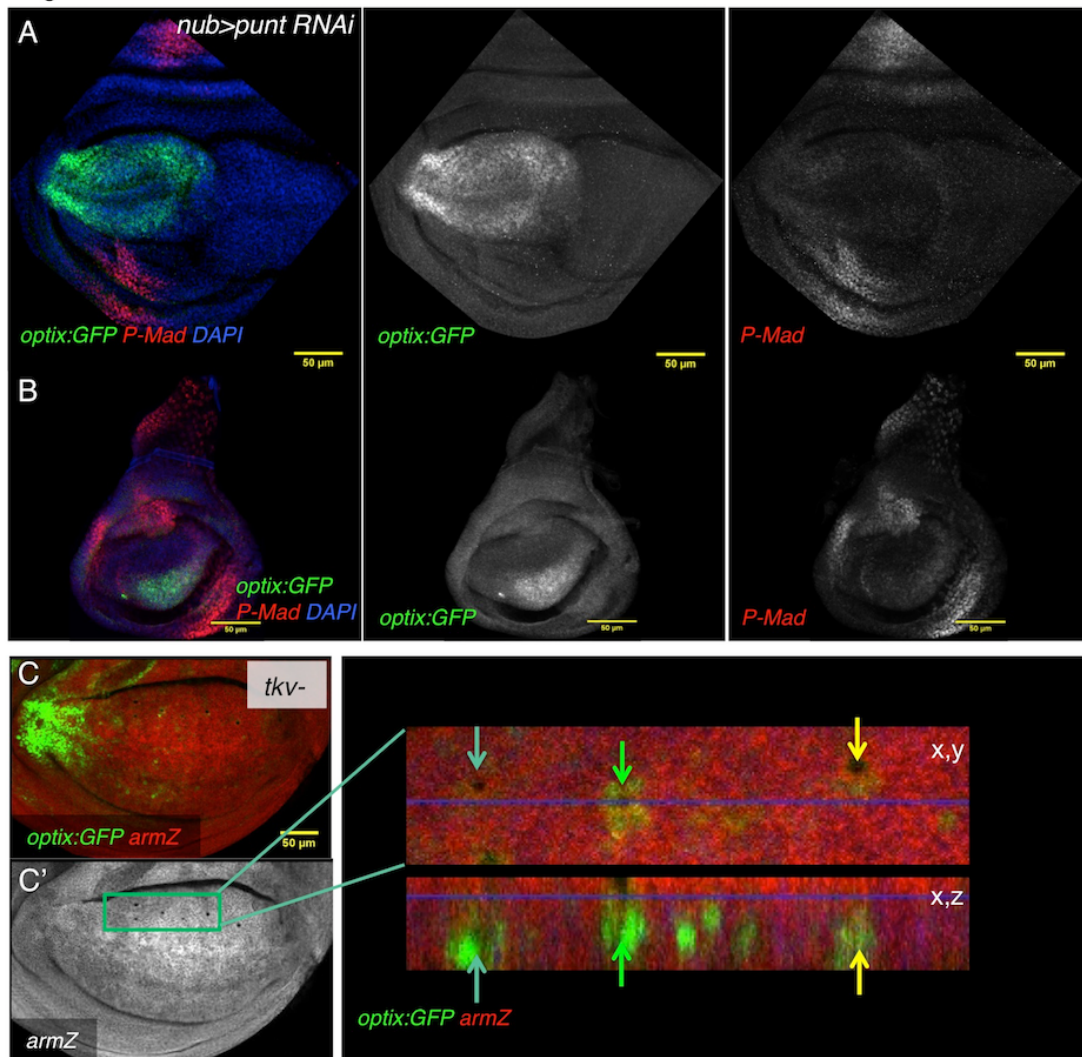 A
nub>punt RNAi
optix:GFP P-Mad DAPI
50 µm
optix:GFP
50 µm
P-Mad
50 µm
B
optix:GFP
P-Mad DAPI
50 µm
optix:GFP
50 µm
P-Mad
50 µm
C
tkv-
optix:GFP armZ
50 µm
C'
armZ
x,y
x,z
optix:GFP armZ